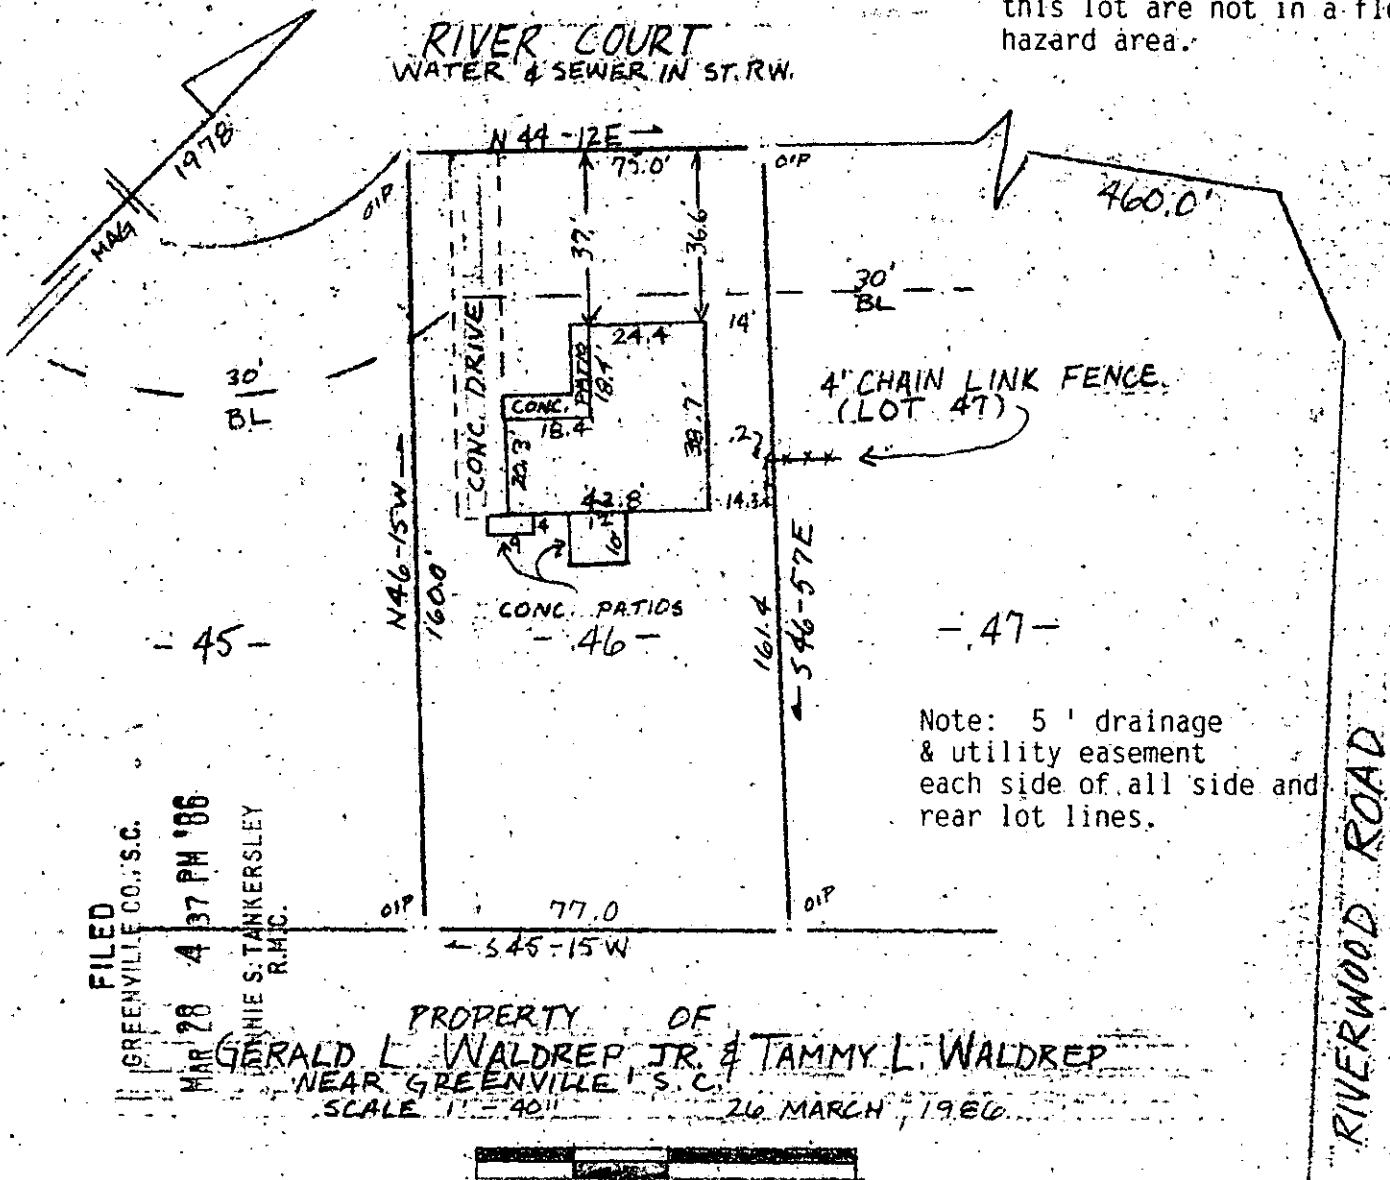 this lot are not in a
hazard area.
RIVER COURT
WATER & SEWER IN ST. RW.
N 44-12E
75.0'
OIP
OIP
1978
MAG
460.0'
37'
36.6'
30'
BL
30'
BL
14'
24.4'
CONC. DRIVE
PATIO
18.4'
CONC.
18.4
38.7'
20.3'
4" CHAIN LINK FENCE.
(LOT 47)
.2
42.8'
14.3
4
9
12
10'
CONC. PATIOS
N46-15W
160.0'
161.4
S46-57E
- 45 -
- 46 -
- 47 -
Note: 5 ' drainage
& utility easement
each side of all side and
rear lot lines.
RIVERWOOD ROAD
FILED
GREENVILLE CO., S.C.
MAR 28 4 37 PM '86
DONNIE S. TANKERSLEY
R.M.C.
OIP
77.0
OIP
S45-15W
PROPERTY OF
GERALD L. WALDREP JR. & TAMMY L. WALDREP
NEAR GREENVILLE, S.C.
SCALE 1" = 40'
26 MARCH, 1986